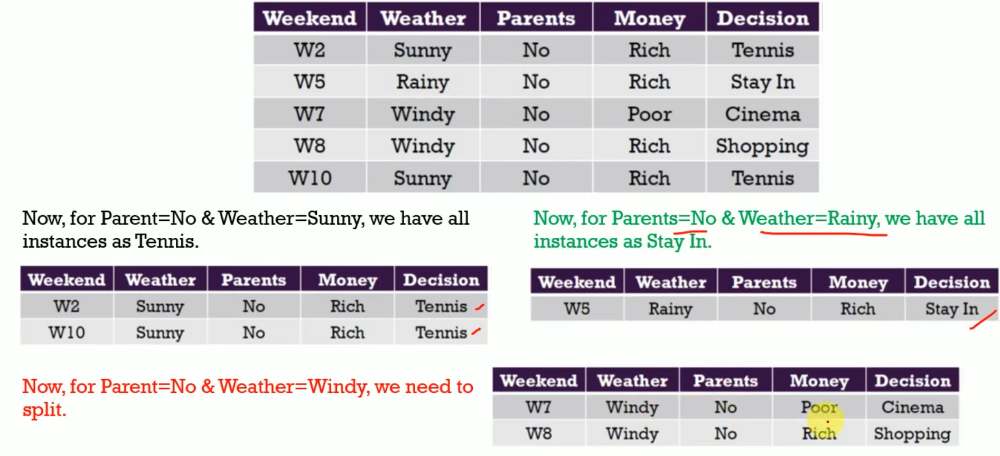 Weekend Weather Parents Money Decision
W2 Sunny No Rich Tennis
W5 Rainy No Rich Stay In
W7 Windy No Poor Cinema
W8 Windy No Rich Shopping
W10 Sunny No Rich Tennis
Now, for Parent=No & Weather=Sunny, we have all
instances as Tennis.
Weekend Weather Parents Money Decision
W2 Sunny No Rich Tennis
W10 Sunny No Rich Tennis
Now, for Parents=No & Weather=Rainy, we have all
instances as Stay In.
Weekend Weather Parents Money Decision
W5 Rainy No Rich Stay In
Now, for Parent=No & Weather=Windy, we need to
split.
Weekend Weather Parents Money Decision
W7 Windy No Poor Cinema
W8 Windy No Rich Shopping